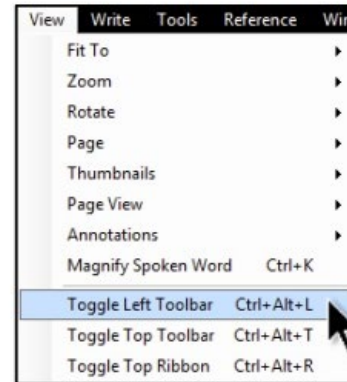 View Write Tools Reference
Fit To
Zoom
Rotate
Page
Thumbnails
Page View
Annotations
Magnify Spoken Word Ctrl+K
Toggle Left Toolbar Ctrl+Alt+L
Toggle Top Toolbar Ctrl+Alt+T
Toggle Top Ribbon Ctrl+Alt+R